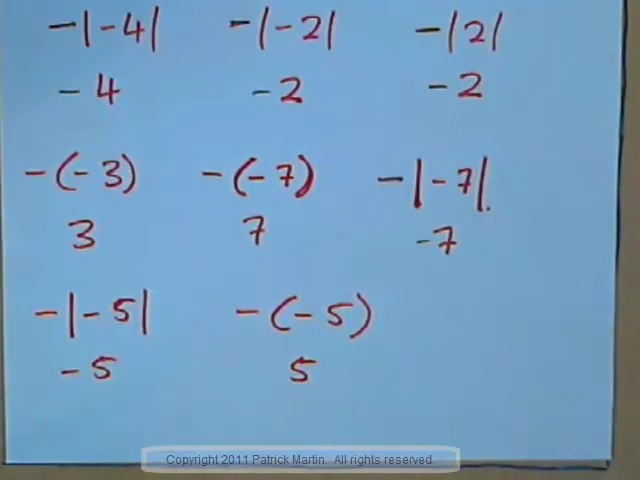 -|-4| -|-2| -|2|
-4 -2 -2
-(-3) -(-7) -|-7|.
3 7 -7
-|-5| -(-5)
-5 5
Copyright 2011 Patrick Martin. All rights reserved.